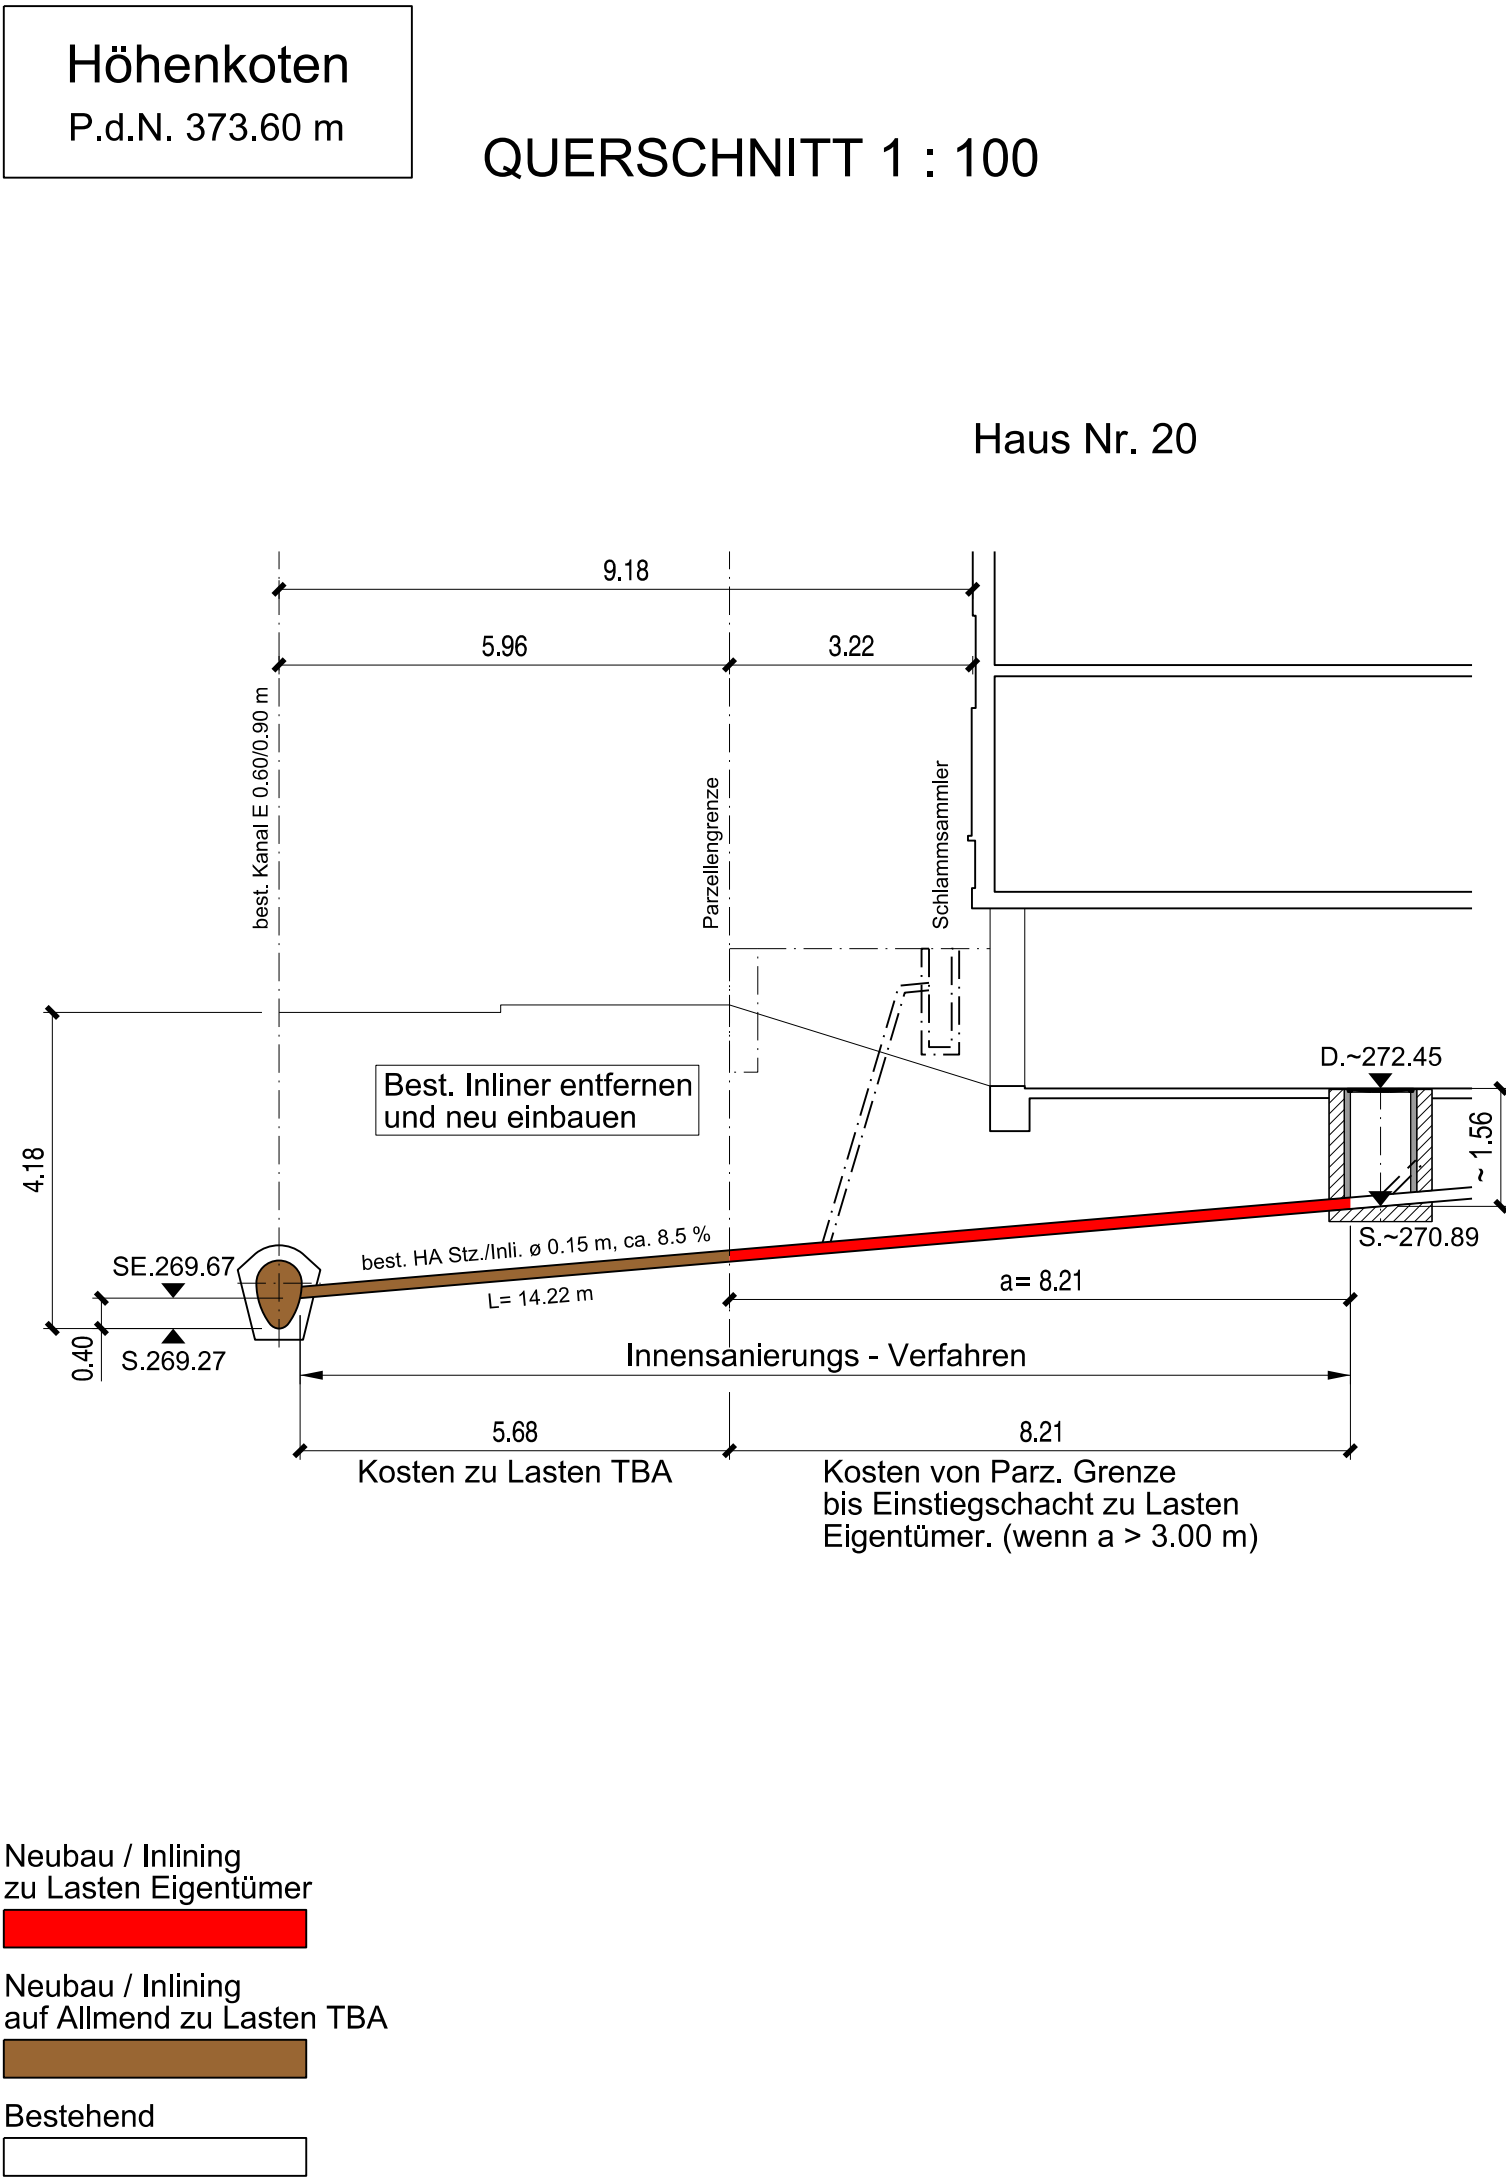 Höhenkoten
P.d.N. 373.60 m
QUERSCHNITT 1 : 100
Haus Nr. 20
9.18
5.96
3.22
best. Kanal E 0.60/0.90 m
Parzellengrenze
Schlammsammler
D.~272.45
Best. Inliner entfernen
und neu einbauen
4.18
~ 1.56
best. HA Stz./Inli. ø 0.15 m, ca. 8.5 %
S.~270.89
SE.269.67
L= 14.22 m
a= 8.21
0.40
S.269.27
Innensanierungs - Verfahren
5.68
8.21
Kosten zu Lasten TBA
Kosten von Parz. Grenze
bis Einstiegschacht zu Lasten
Eigentümer. (wenn a > 3.00 m)
Neubau / Inlining
zu Lasten Eigentümer
Neubau / Inlining
auf Allmend zu Lasten TBA
Bestehend